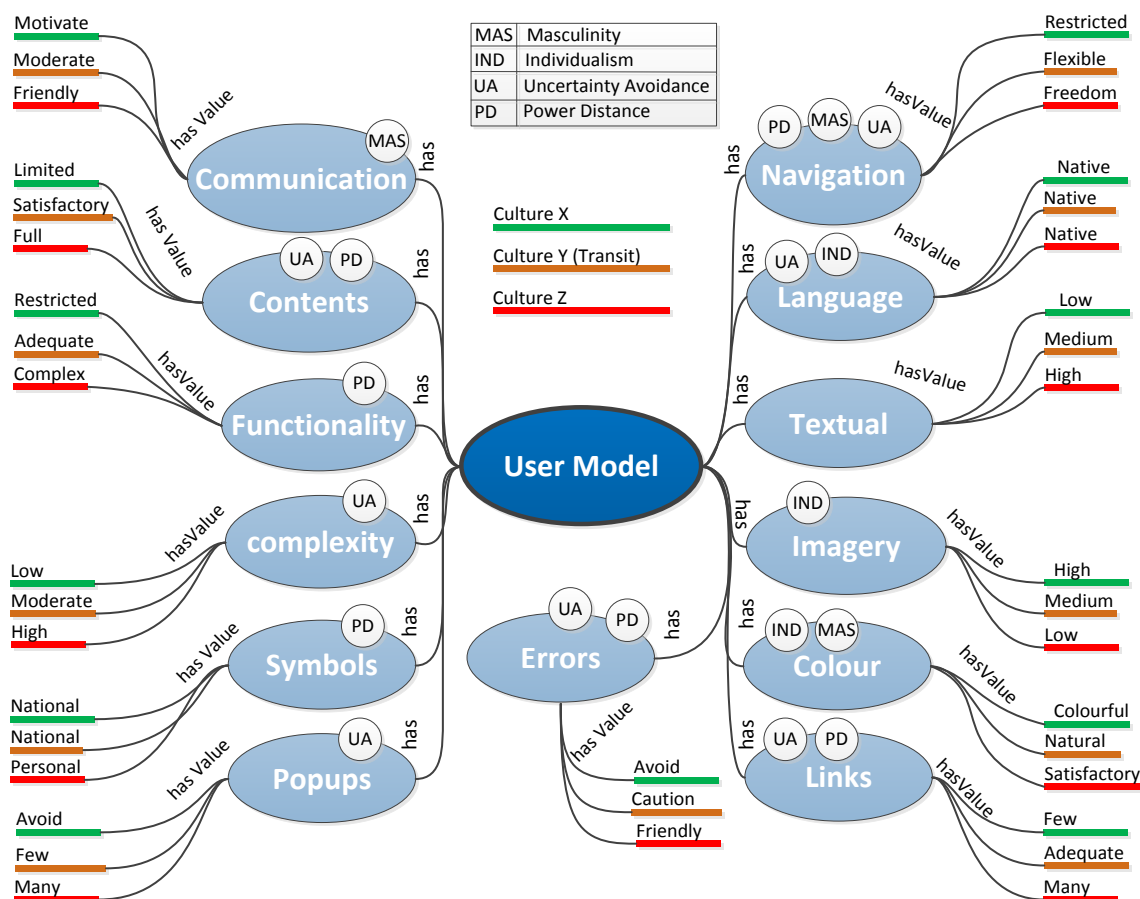 Motivate
Moderate
Friendly
has Value
MAS
Communication
has
Limited
Satisfactory
Full
has Value
UA
PD
Contents
has
Restricted
Adequate
Complex
hasValue
PD
Functionality
has
Low
Moderate
High
hasValue
UA
complexity
has
National
National
Personal
has Value
PD
Symbols
has
Avoid
Few
Many
has Value
UA
Popups
has
MAS Masculinity
IND Individualism
UA Uncertainty Avoidance
PD Power Distance
Culture X
Culture Y (Transit)
Culture Z
User Model
UA
PD
Errors
has
has Value
Avoid
Caution
Friendly
has
PD
MAS
UA
Navigation
hasValue
Restricted
Flexible
Freedom
has
UA
IND
Language
hasValue
Native
Native
Native
has
Textual
hasValue
Low
Medium
High
has
IND
Imagery
hasValue
High
Medium
Low
has
IND
MAS
Colour
hasValue
Colourful
Natural
Satisfactory
has
UA
PD
Links
hasValue
Few
Adequate
Many